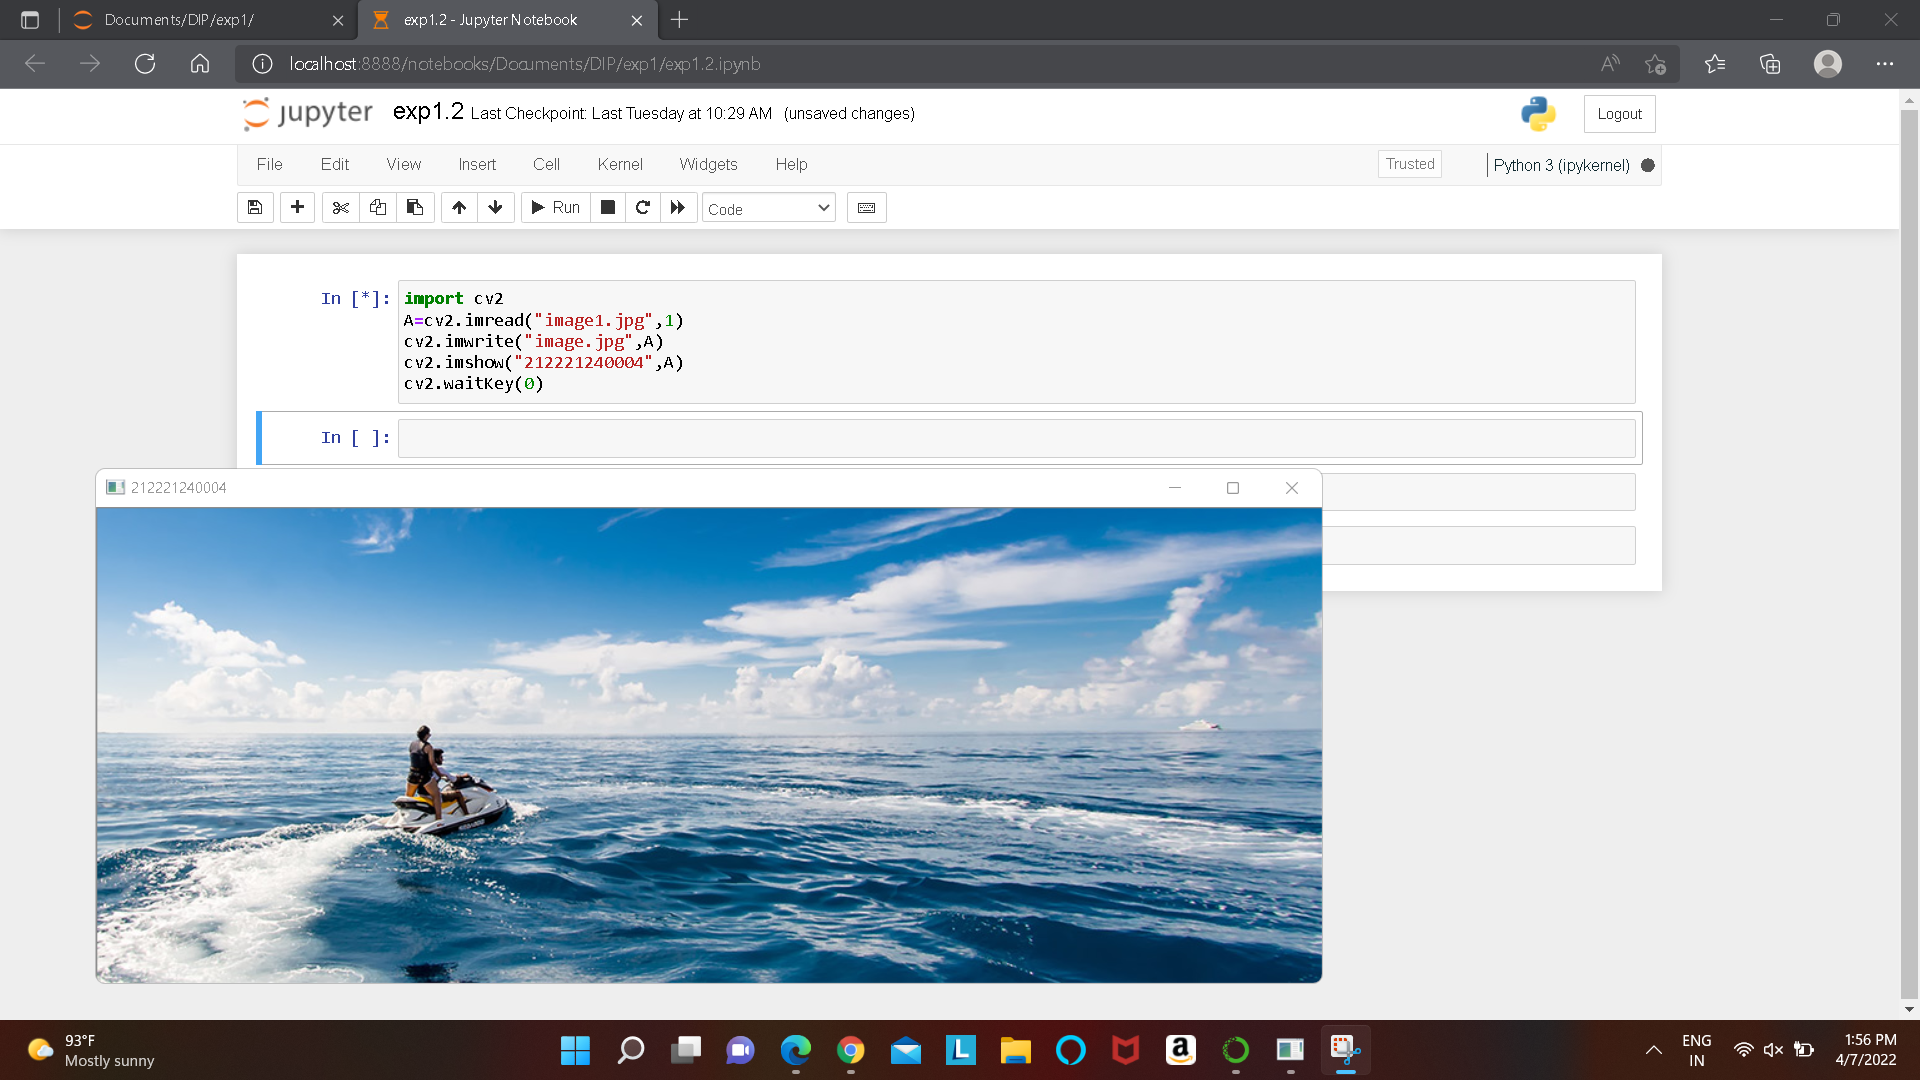 Documents/DIP/exp1/
exp1.2 - Jupyter Notebook
localhost:8888/notebooks/Documents/DIP/exp1/exp1.2.ipynb
jupyter exp1.2 Last Checkpoint: Last Tuesday at 10:29 AM (unsaved changes)
Logout
File Edit View Insert Cell Kernel Widgets Help
Trusted
Python 3 (ipykernel)
Run
Code
In [*]:
import cv2
A=cv2.imread("image1.jpg",1)
cv2.imwrite("image.jpg",A)
cv2.imshow("212221240004",A)
cv2.waitKey(0)
In [ ]:
212221240004
93°F
Mostly sunny
ENG
IN
1:56 PM
4/7/2022